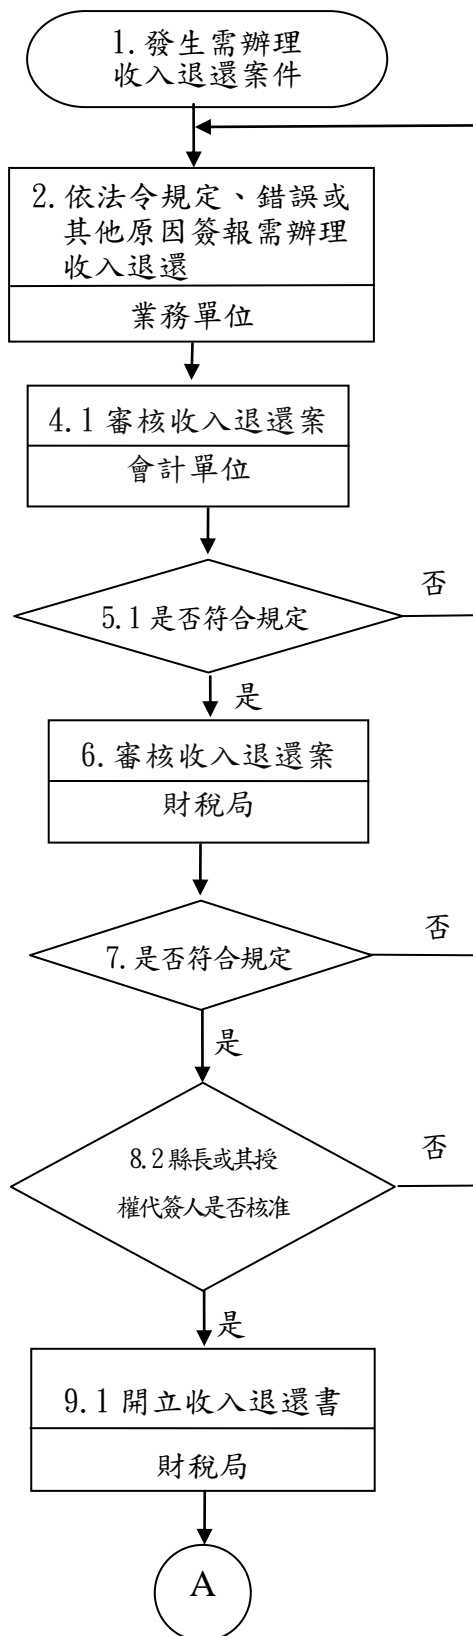 1.發生需辦理
收入退還案件
2.依法令規定、錯誤或
其他原因簽報需辦理
收入退還
業務單位
4.1審核收入退還案
會計單位
5.1是否符合規定
否
是
6.審核收入退還案
財稅局
7.是否符合規定
否
是
8.2縣長或其授
權代簽人是否核准
否
是
9.1開立收入退還書
財稅局
A